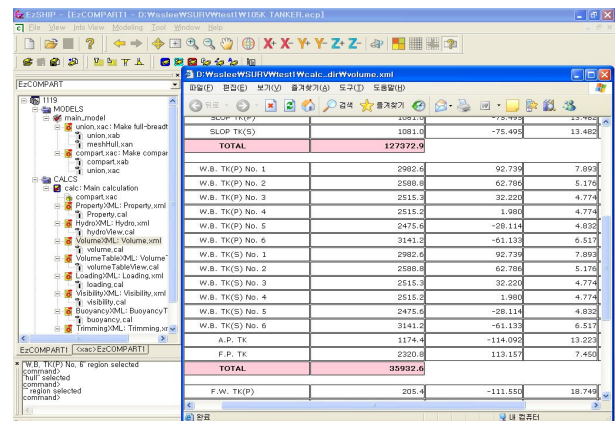 EzSHIP - [EzCOMPART1 - D:\sslee\SURV\test1\105K TANKER.ecp]
File View Info View Modeling Tool Window Help
X+ X- Y+ Y- Z+ Z-
EzCOMPART
1119
MODELS
main_model
union,xac: Make full-breadt
union,xab
meshHull,xan
compart,xac: Make compar
compart,xab
union,xac
CALCS
calc: Main calculation
compart,xac
PropertyXML: Property,xml
Property,cal
HydroXML: Hydro,xml
hydroView,cal
VolumeXML: Volume,xml
volume,cal
VolumeTableXML: Volume
volumeTableView,cal
LoadingXML: Loading,xml
loading,cal
VisibilityXML: Visibility,xml
visibility,cal
BuoyancyXML: BuoyancyT
buoyancy,cal
TrimmingXML: Trimming,x
EzCOMPART1 <xac>EzCOMPART1
"W,B, TK(P) No, 6" region selected
command>
"hull" selected
command>
"" region selected
command>
D:\sslee\SURV\test1\calc_dir\volume.xml
파일(F) 편집(E) 보기(V) 즐겨찾기(A) 도구(T) 도움말(H)
뒤로 검색 즐겨찾기
SLOP TK(P) 1081.0 -75.495 13.482
SLOP TK(S) 1081.0 -75.495 13.482
TOTAL 127372.9
W.B. TK(P) No. 1 2982.6 92.739 7.893
W.B. TK(P) No. 2 2588.8 62.786 5.176
W.B. TK(P) No. 3 2515.3 32.220 4.774
W.B. TK(P) No. 4 2515.2 1.980 4.774
W.B. TK(P) No. 5 2475.6 -28.114 4.832
W.B. TK(P) No. 6 3141.2 -61.133 6.517
W.B. TK(S) No. 1 2982.6 92.739 7.893
W.B. TK(S) No. 2 2588.8 62.786 5.176
W.B. TK(S) No. 3 2515.3 32.220 4.774
W.B. TK(S) No. 4 2515.2 1.980 4.774
W.B. TK(S) No. 5 2475.6 -28.114 4.832
W.B. TK(S) No. 6 3141.2 -61.133 6.517
A.P. TK 1174.4 -114.092 13.223
F.P. TK 2320.8 113.157 7.450
TOTAL 35932.6
F.W. TK(P) 205.4 -111.550 18.749
완료 내 컴퓨터